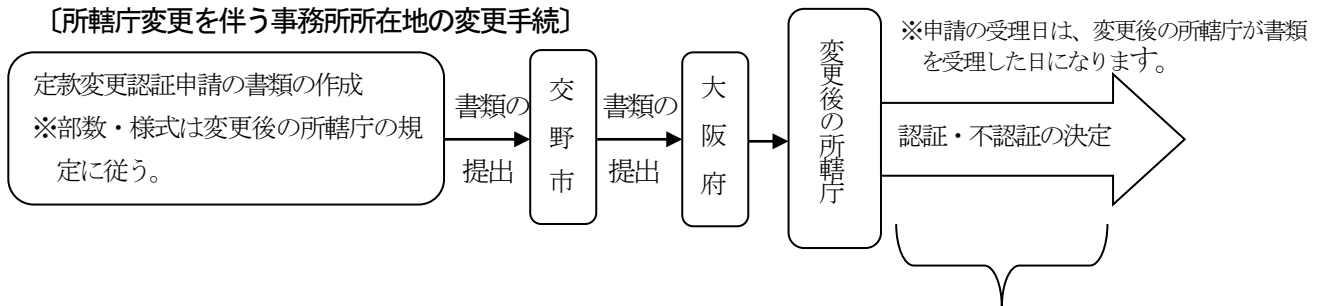 〔所轄庁変更を伴う事務所所在地の変更手続〕
定款変更認証申請の書類の作成
※部数・様式は変更後の所轄庁の規
定に従う。
書類の
提出
交野市
書類の
提出
大阪府
変更後の所轄庁
※申請の受理日は、変更後の所轄庁が書類
を受理した日になります。
認証・不認証の決定